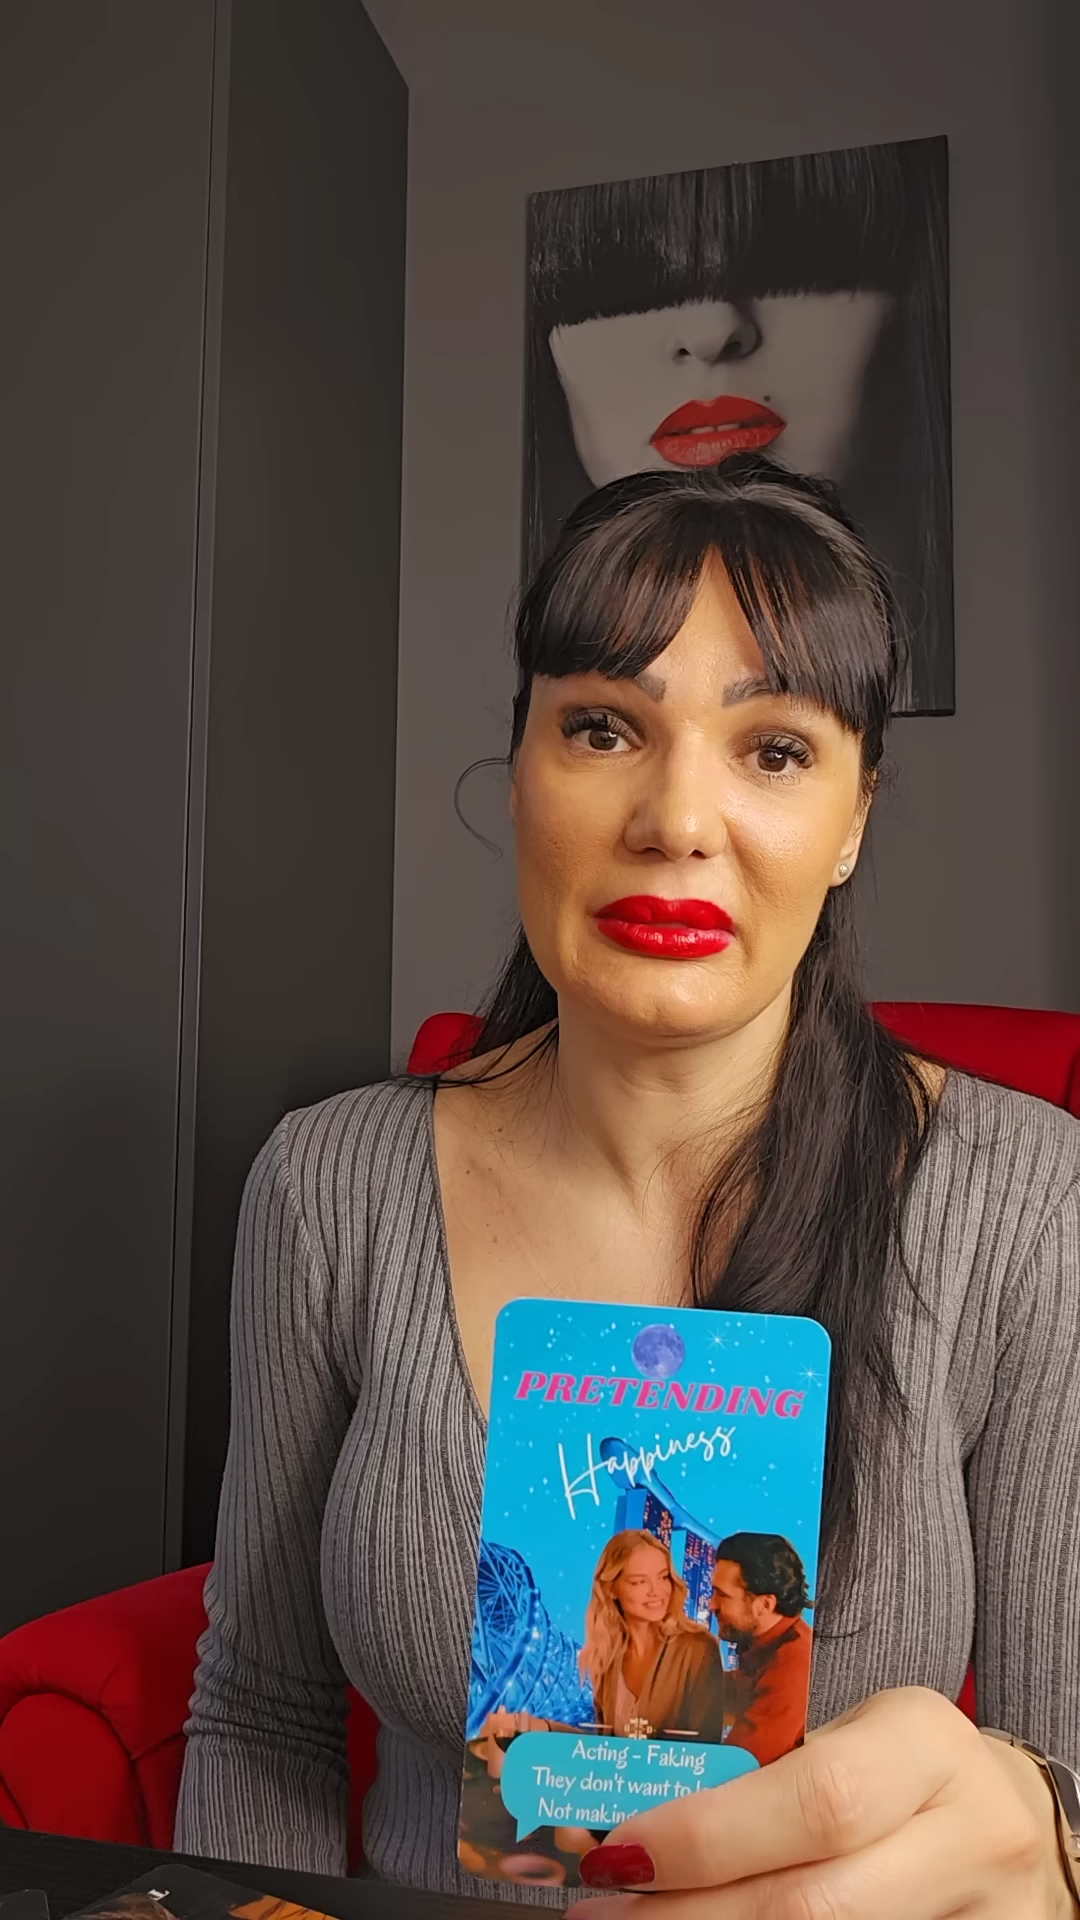 PRETENDING
Happiness
Acting - Faking
They don't want to
Not making